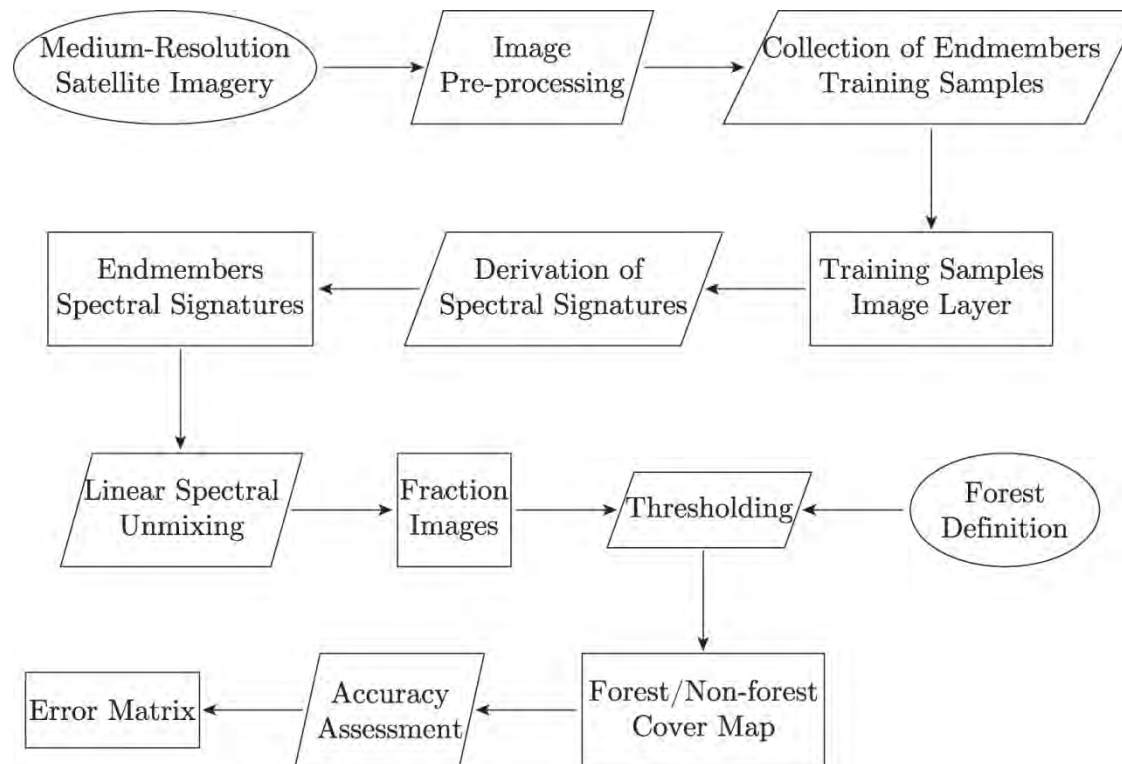 Medium-Resolution
Satellite Imagery
Image
Pre-processing
Collection of Endmembers
Training Samples
Endmembers
Spectral Signatures
Derivation of
Spectral Signatures
Training Samples
Image Layer
Linear Spectral
Unmixing
Fraction
Images
Thresholding
Forest
Definition
Error Matrix
Accuracy
Assessment
Forest/Non-forest
Cover Map